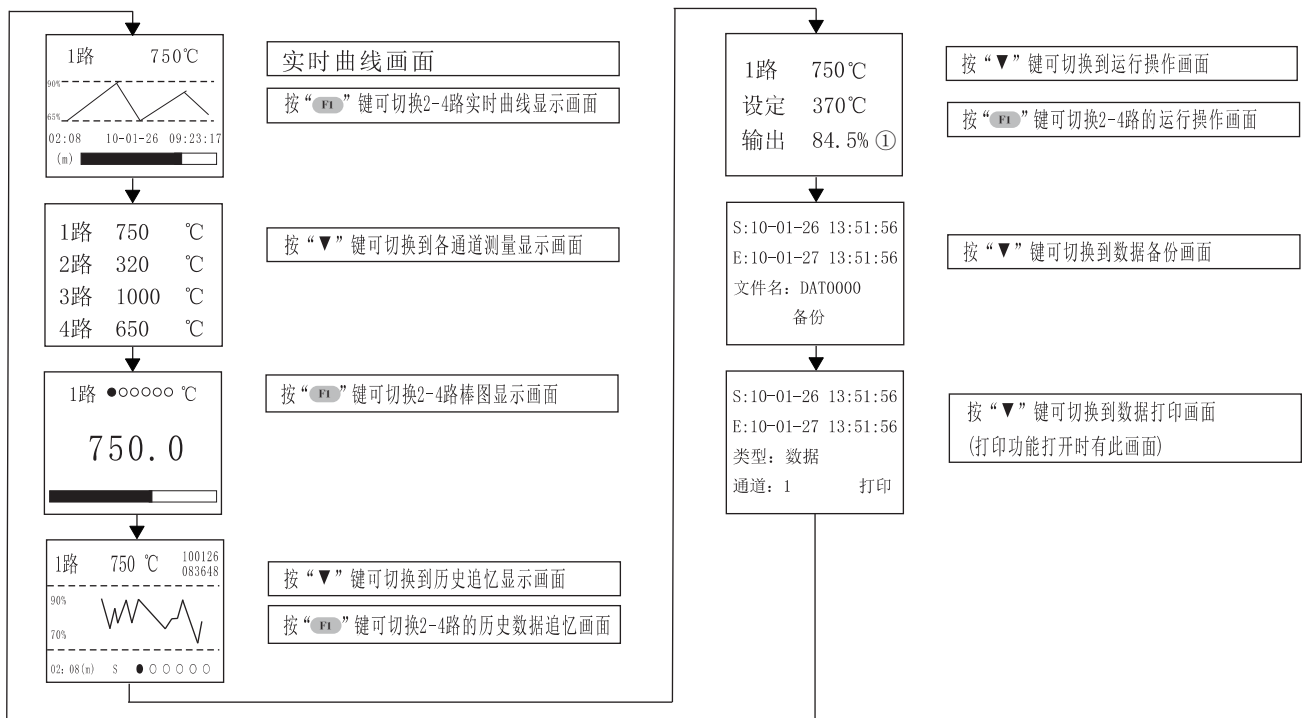 1路 750℃
90%
65%
02:08 10-01-26 09:23:17
(m)
实时曲线画面
按“F1”键可切换2-4路实时曲线显示画面
1路 750 ℃
2路 320 ℃
3路 1000 ℃
4路 650 ℃
按“▼”键可切换到各通道测量显示画面
1路 ●○○○○○○ ℃
750.0
按“F1”键可切换2-4路棒图显示画面
1路 750 ℃ 100126
083648
90%
70%
02:08(m) S ●○○○○○
按“▼”键可切换到历史追忆显示画面
按“F1”键可切换2-4路的历史数据追忆画面
1路 750℃
设定 370℃
输出 84.5% ①
按“▼”键可切换到运行操作画面
按“F1”键可切换2-4路的运行操作画面
S:10-01-26 13:51:56
E:10-01-27 13:51:56
文件名: DAT0000
备份
按“▼”键可切换到数据备份画面
S:10-01-26 13:51:56
E:10-01-27 13:51:56
类型: 数据
通道: 1 打印
按“▼”键可切换到数据打印画面
(打印功能打开时有此画面)